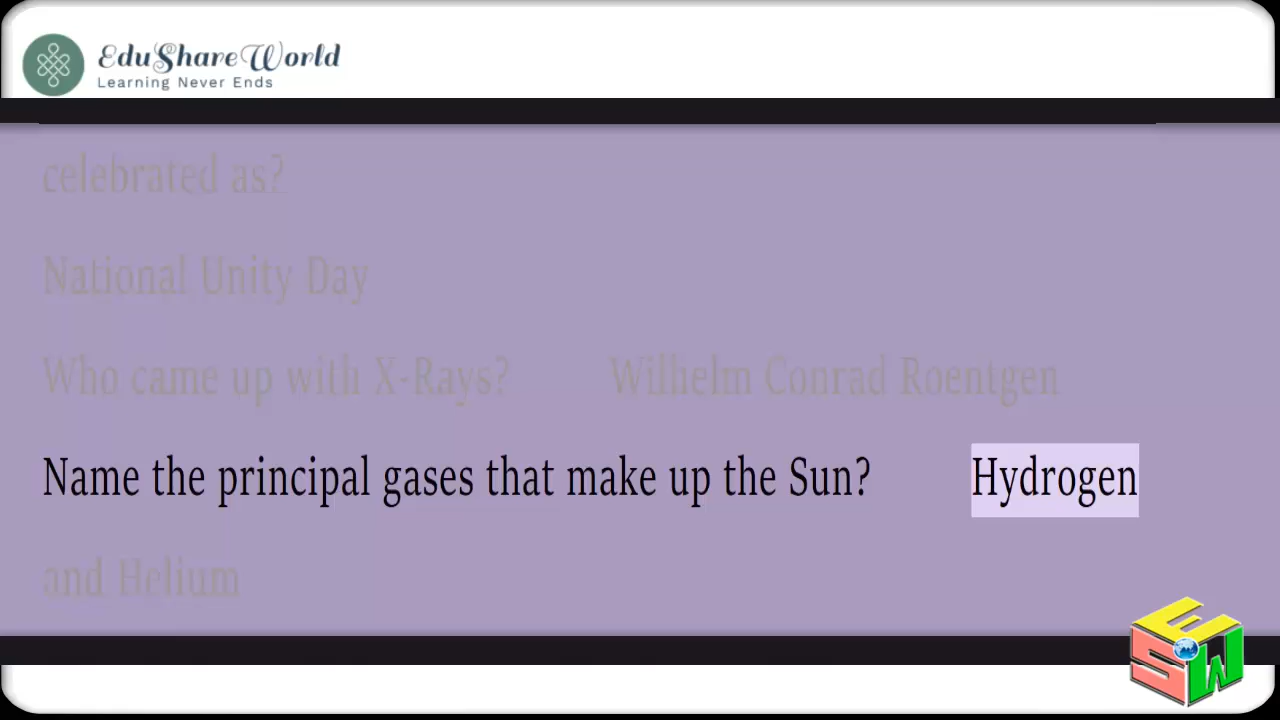 EduShareWorld
Learning Never Ends
celebrated as?
National Unity Day
Who came up with X-Rays? Wilhelm Conrad Roentgen
Name the principal gases that make up the Sun? Hydrogen
and Helium
ESW